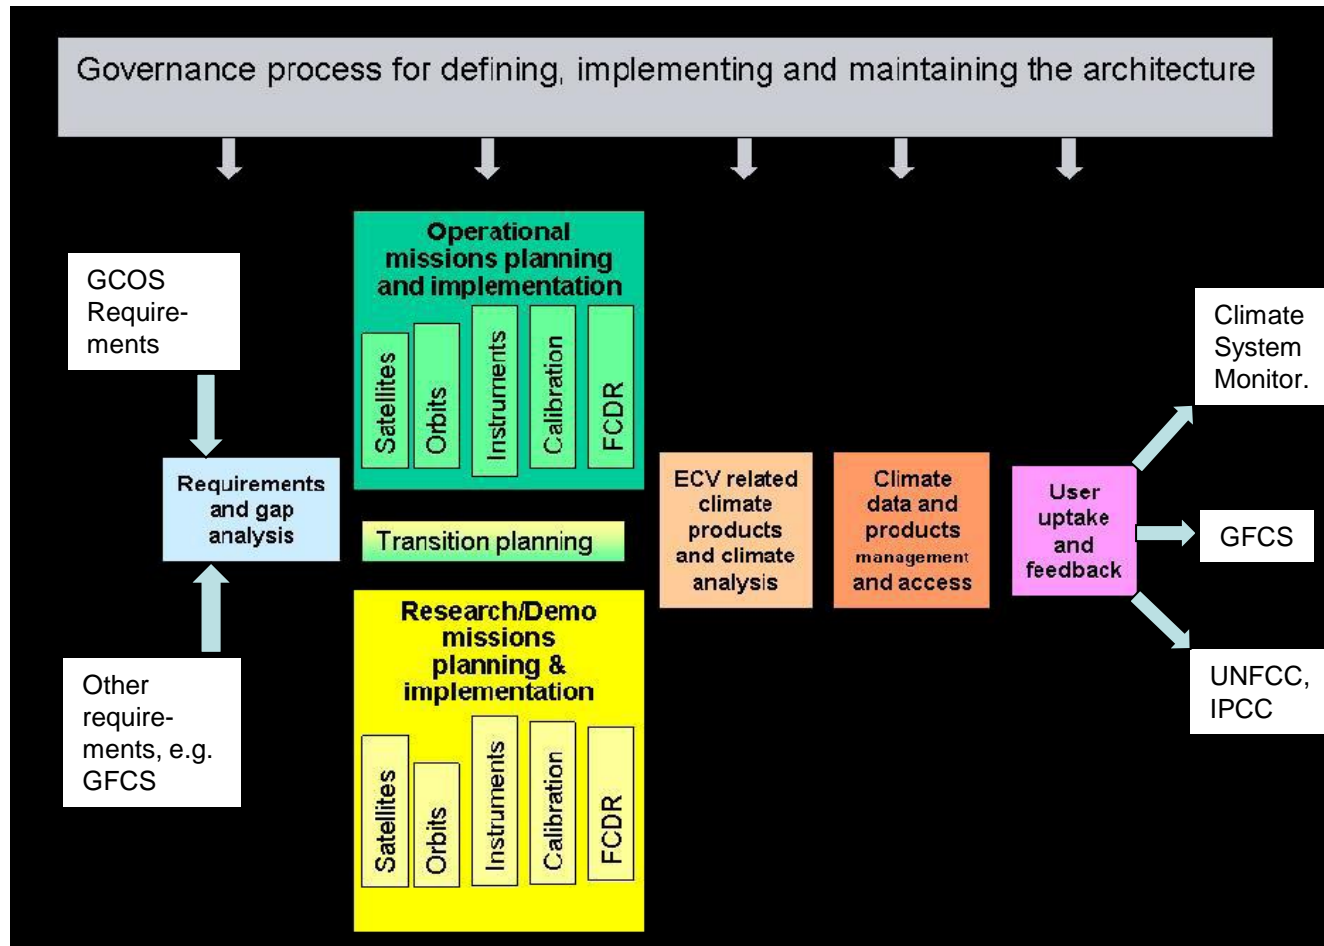 Governance process for defining, implementing and maintaining the architecture
GCOS
Require-
ments
Requirements
and gap
analysis
Other
require-
ments, e.g.
GFCS
Operational
missions planning
and implementation
Satellites
Orbits
Instruments
Calibration
FCDR
Transition planning
Research/Demo
missions
planning &
implementation
Satellites
Orbits
Instruments
Calibration
FCDR
ECV related
climate
products
and climate
analysis
Climate
data and
products
management
and access
User
uptake
and
feedback
Climate
System
Monitor.
GFCS
UNFCC,
IPCC